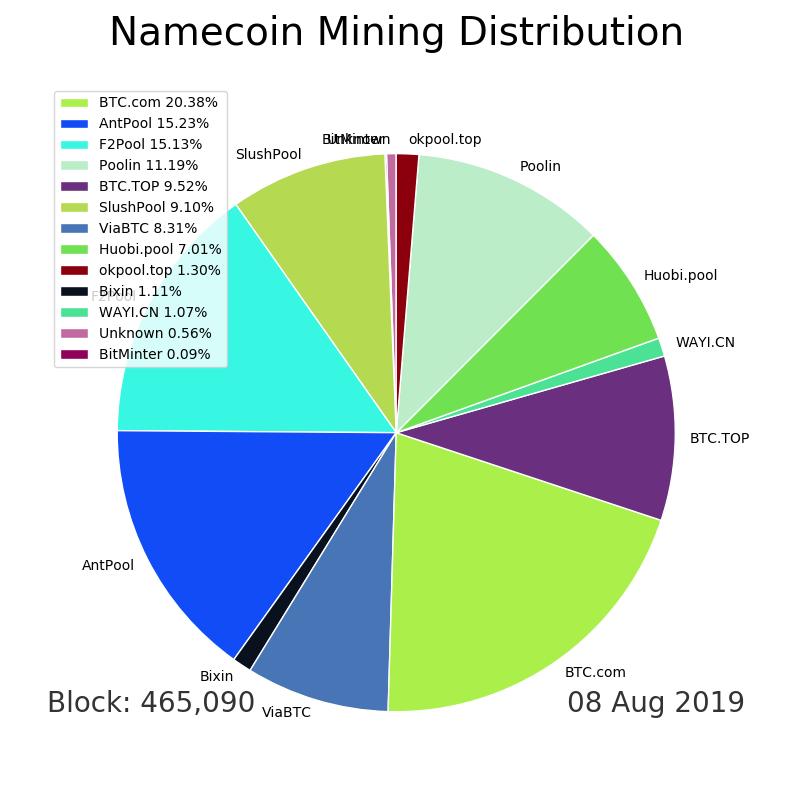 Namecoin Mining Distribution
BTC.com 20.38%
AntPool 15.23%
F2Pool 15.13%
Poolin 11.19%
BTC.TOP 9.52%
SlushPool 9.10%
ViaBTC 8.31%
Huobi.pool 7.01%
okpool.top 1.30%
Bixin 1.11%
WAYI.CN 1.07%
Unknown 0.56%
BitMinter 0.09%
BitMinter
Unknown
okpool.top
SlushPool
Poolin
Huobi.pool
F2Pool
WAYI.CN
BTC.TOP
AntPool
Bixin
BTC.com
ViaBTC
Block: 465,090
08 Aug 2019